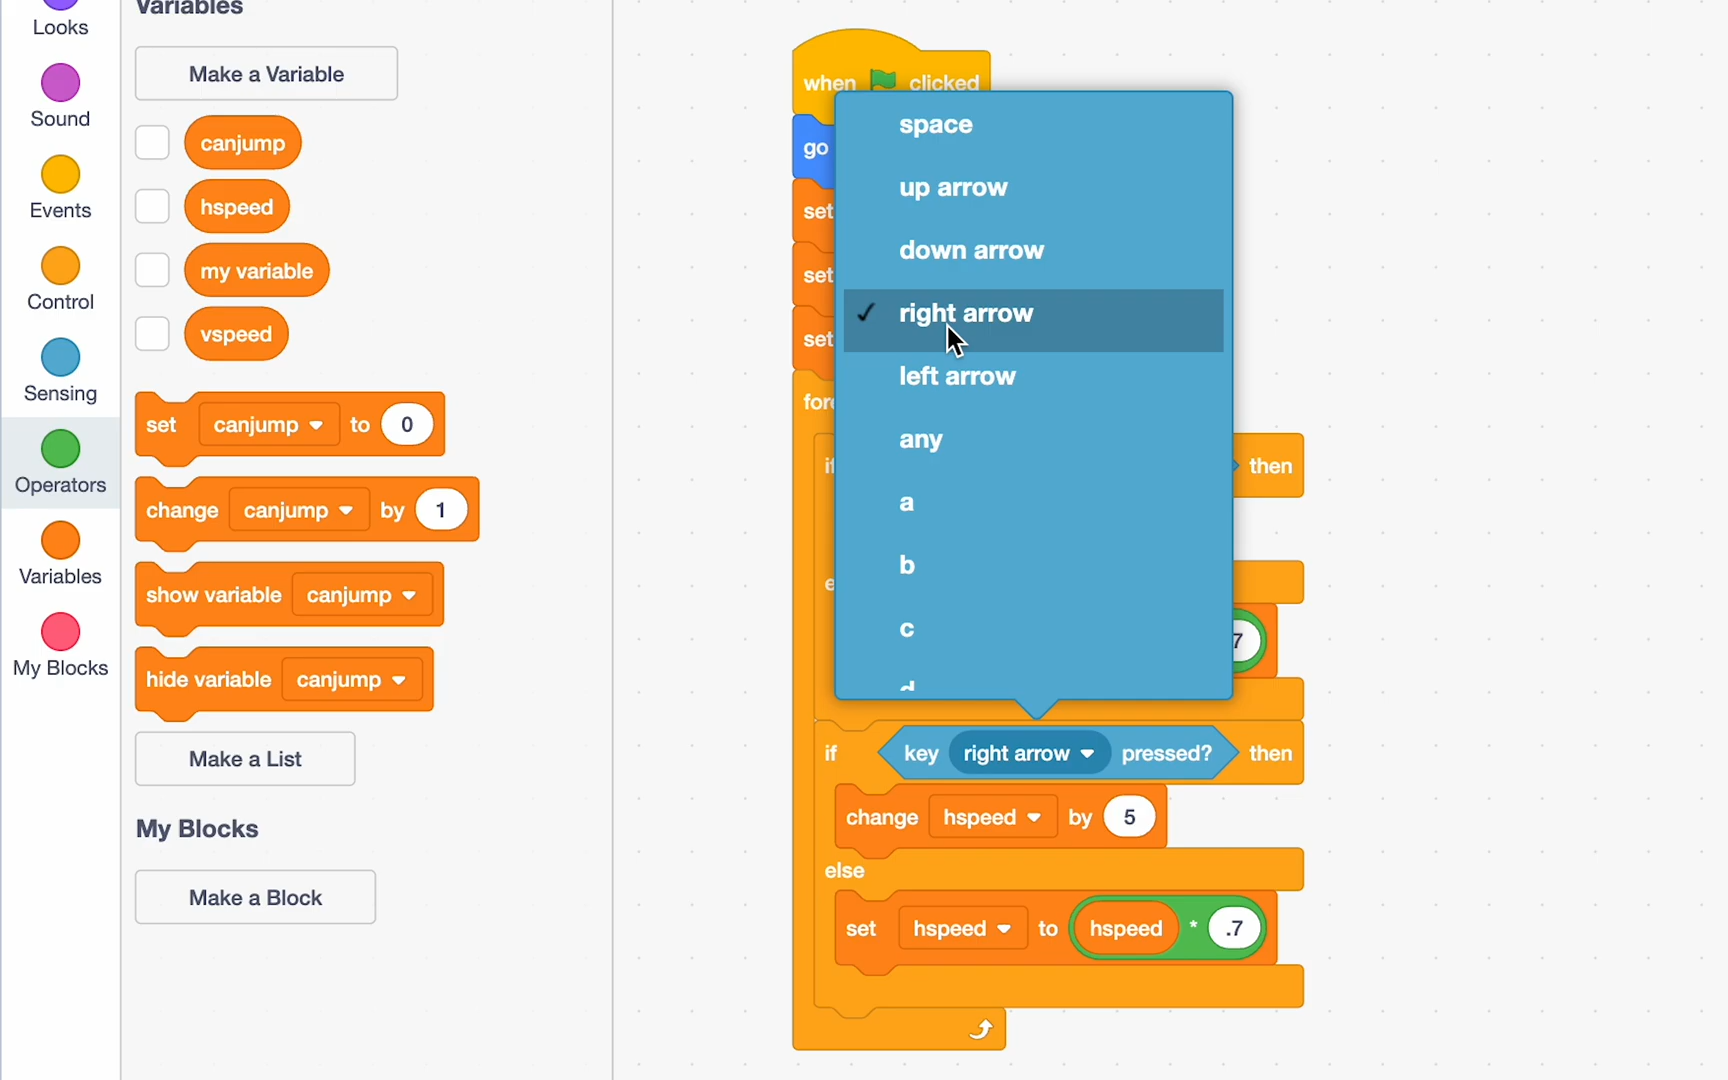 Looks
Sound
Events
Control
Sensing
Operators
Variables
My Blocks
Variables
Make a Variable
canjump
hspeed
my variable
vspeed
set canjump to 0
change canjump by 1
show variable canjump
hide variable canjump
Make a List
My Blocks
Make a Block
when clicked
go
set
set
set
space
up arrow
down arrow
✓ right arrow
left arrow
any
a
b
c
d
then
7
if key right arrow pressed? then
change hspeed by 5
else
set hspeed to hspeed * .7